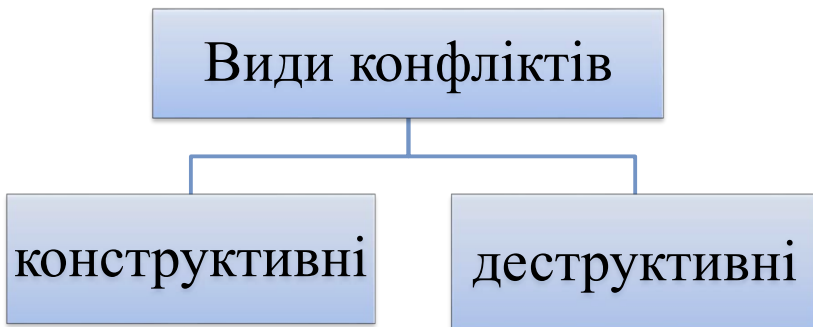 Види конфліктів
конструктивні
деструктивні